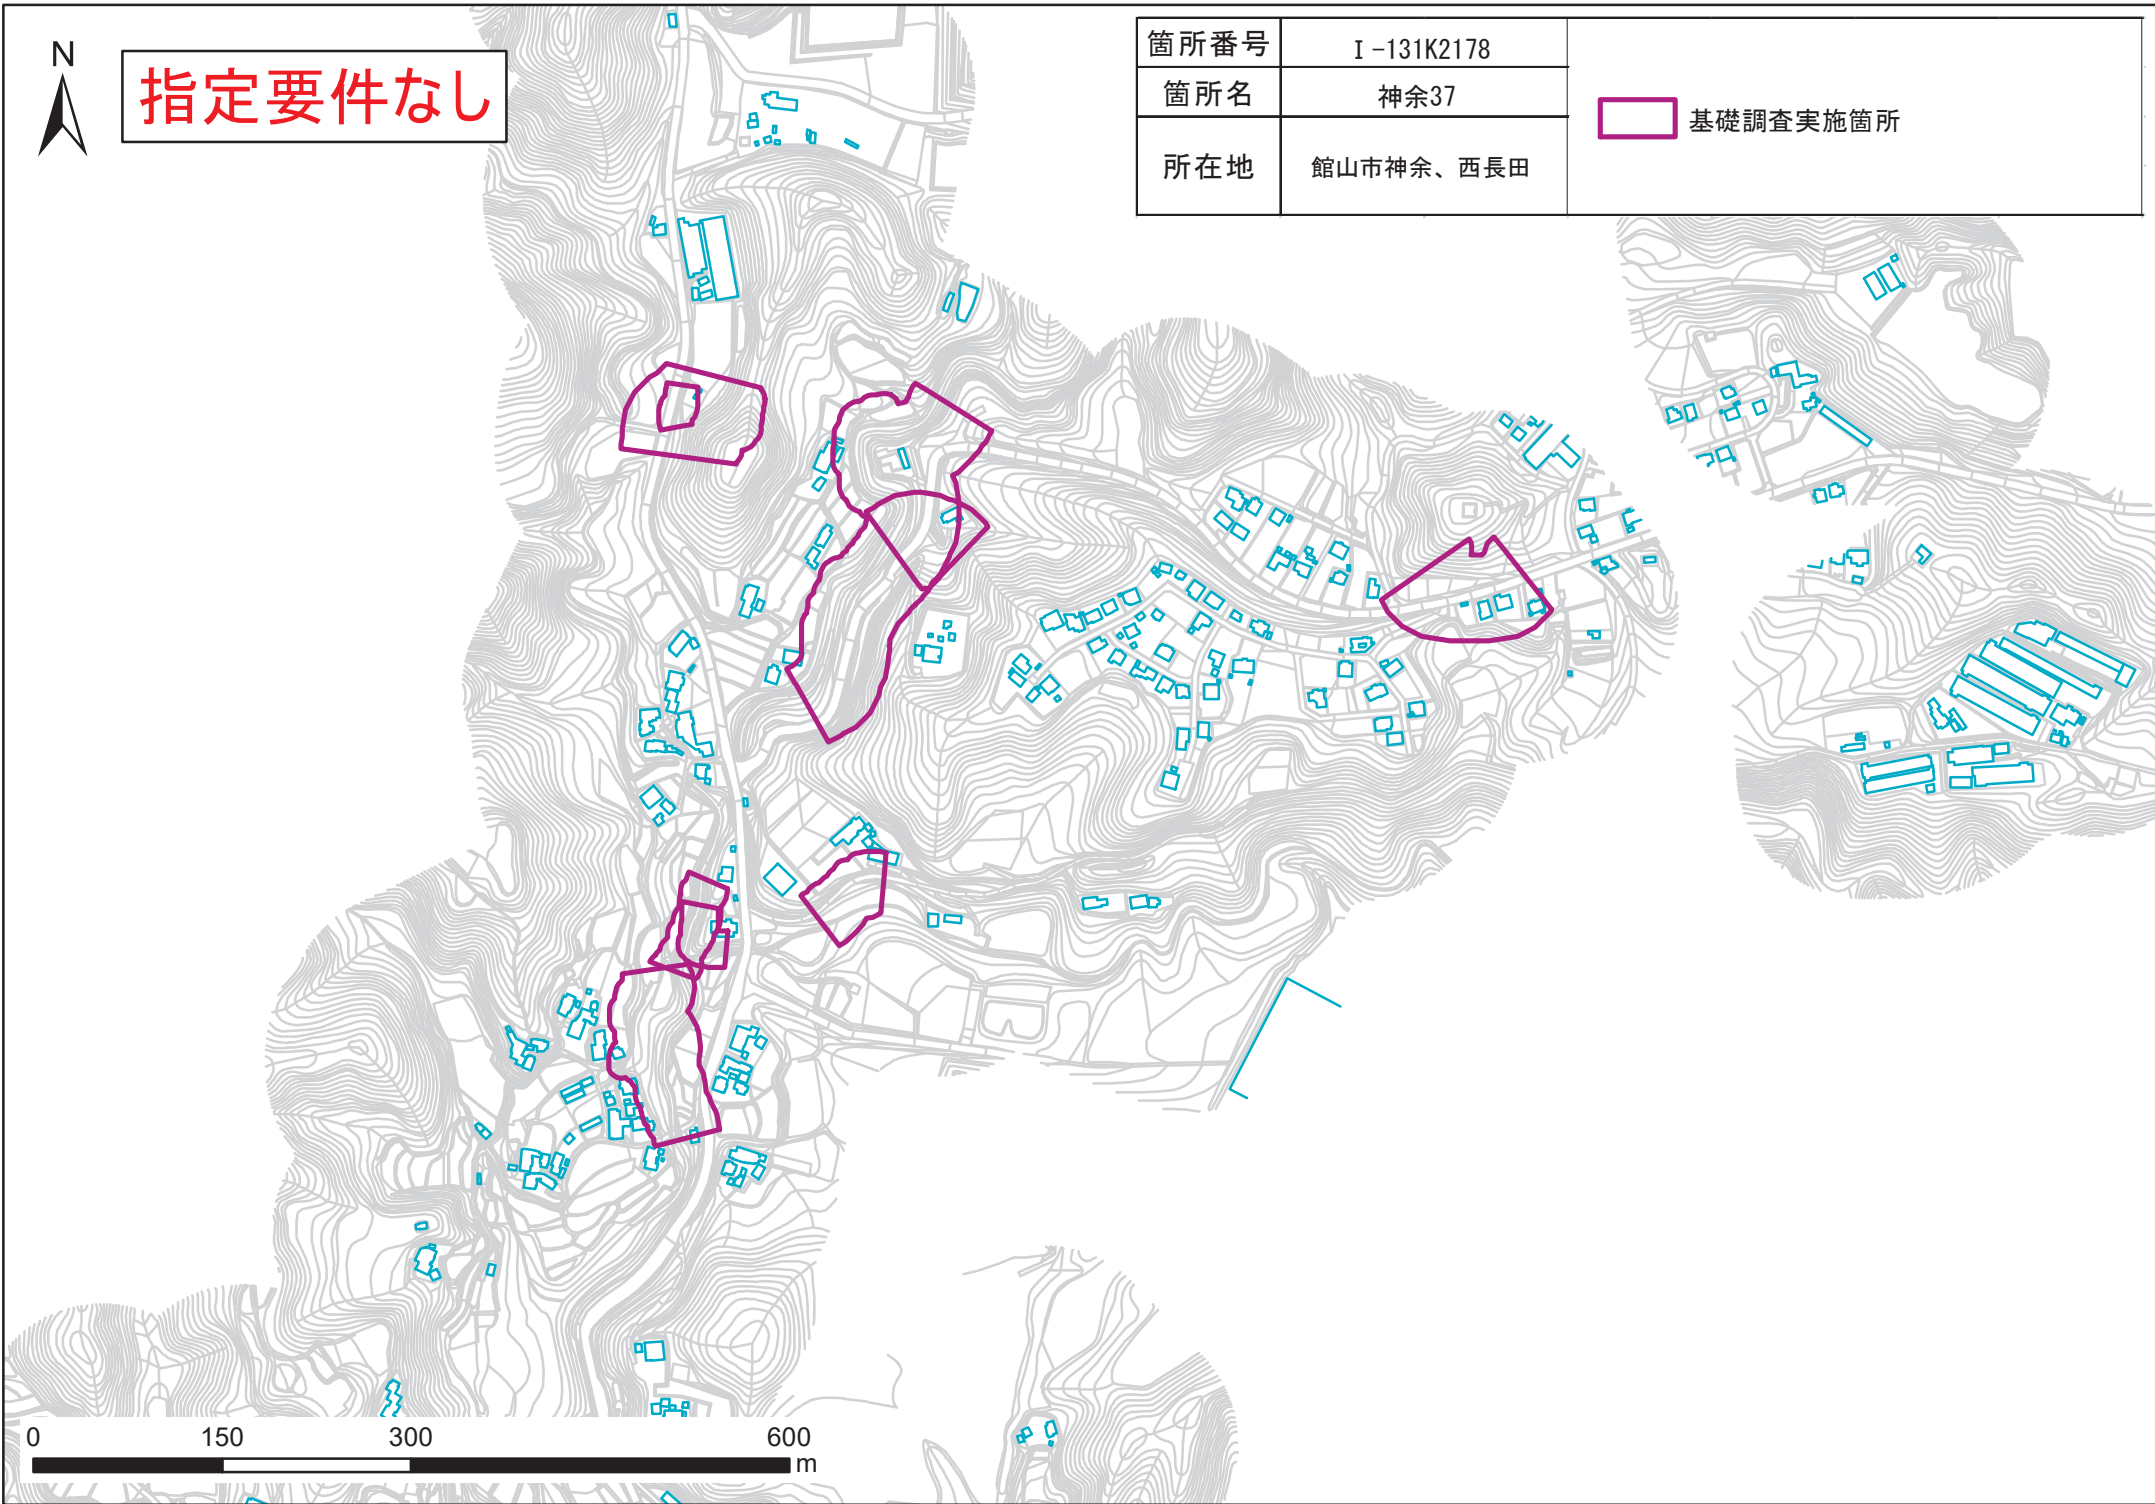 N
指定要件なし
箇所番号 Ⅰ-131K2178
箇所名 神余37
所在地 館山市神余、西長田
基礎調査実施箇所
0 150 300 600
m